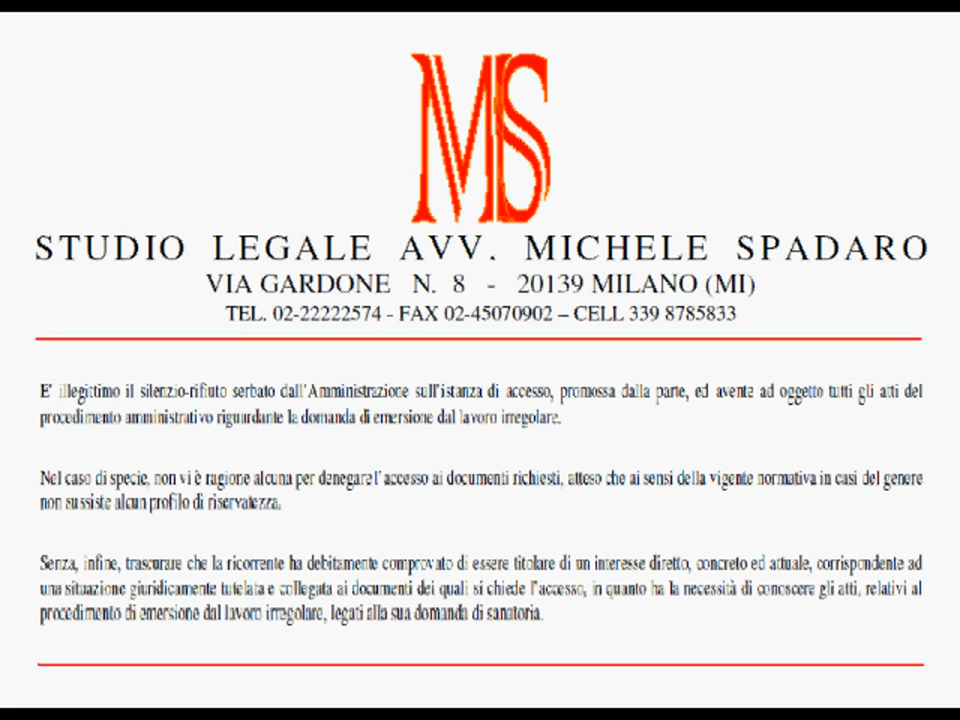 MS
STUDIO LEGALE AVV. MICHELE SPADARO
VIA GARDONE N. 8 - 20139 MILANO (MI)
TEL. 02-22222574 - FAX 02-45070902 – CELL 339 8785833
E' illegittimo il silenzio-rifiuto serbato dall'Amministrazione sull'istanza di accesso, promossa dalla parte, ed avente ad oggetto tutti gli atti del
procedimento amministrativo riguardante la domanda di emersione dal lavoro irregolare.
Nel caso di specie, non vi è ragione alcuna per denegare l'accesso ai documenti richiesti, atteso che ai sensi della vigente normativa in casi del genere
non sussiste alcun profilo di riservatezza.
Senza, infine, trascurare che la ricorrente ha debitamente comprovato di essere titolare di un interesse diretto, concreto ed attuale, corrispondente ad
una situazione giuridicamente tutelata e collegata ai documenti dei quali si chiede l'accesso, in quanto ha la necessità di conoscere gli atti, relativi al
procedimento di emersione dal lavoro irregolare, legati alla sua domanda di sanatoria.